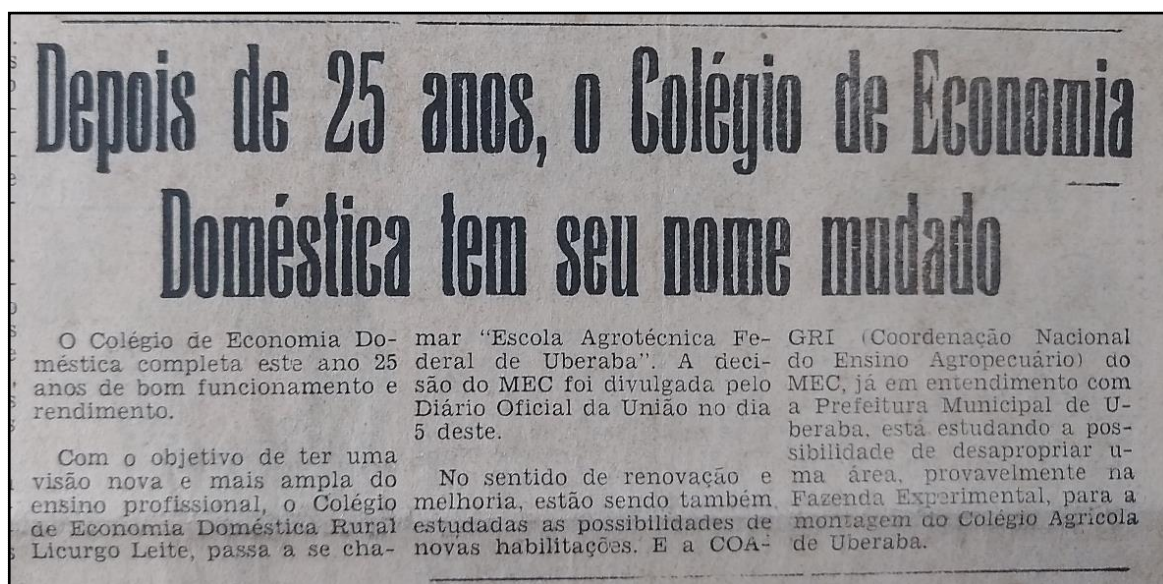 Depois de 25 anos, o Colégio de Economia
Doméstica tem seu nome mudado
O Colégio de Economia Do-
méstica completa este ano 25
anos de bom funcionamento e
rendimento.
Com o objetivo de ter uma
visão nova e mais ampla do
ensino profissional, o Colégio
de Economia Doméstica Rural
Licurgo Leite, passa a se cha-
mar "Escola Agrotécnica Fe-
deral de Uberaba". A deci-
são do MEC foi divulgada pelo
Diário Oficial da União no dia
5 deste.
No sentido de renovação e
melhoria, estão sendo também
estudadas as possibilidades de
novas habilitações. E a COA-
GRI (Coordenação Nacional
do Ensino Agropecuário) do
MEC, já em entendimento com
a Prefeitura Municipal de U-
beraba, está estudando a pos-
sibilidade de desapropriar u-
ma área, provavelmente na
Fazenda Experimental, para a
montagem do Colégio Agrícola
de Uberaba.